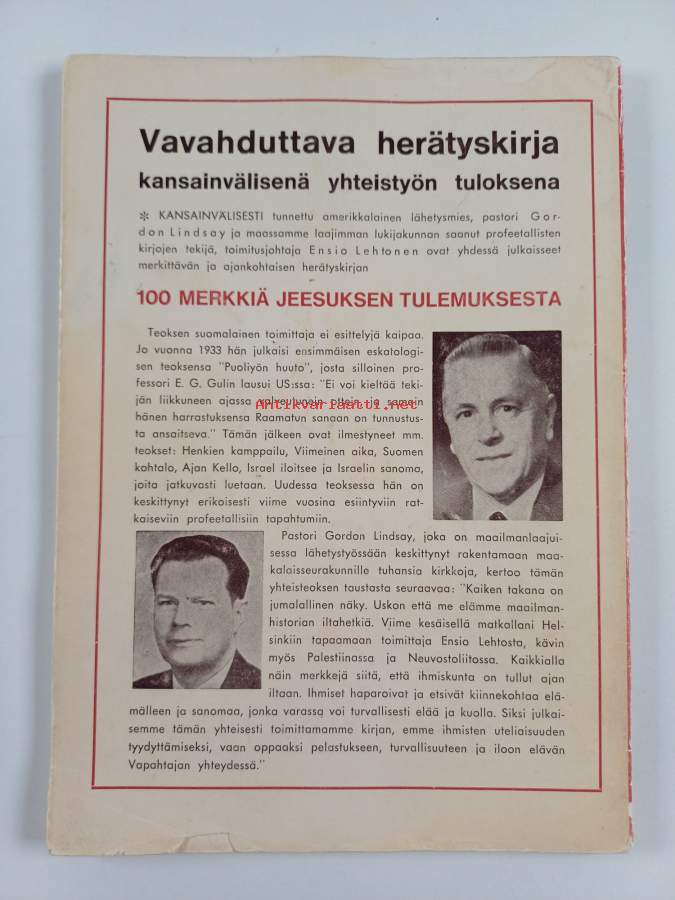 Vavahduttava herätyskirja
kansainvälisenä yhteistyön tuloksena
✻ KANSAINVÄLISESTI tunnettu amerikkalainen lähetysmies, pastori Gor-
don Lindsay ja maassamme laajimman lukijakunnan saanut profeetallisten
kirjojen tekijä, toimitusjohtaja Ensio Lehtonen ovat yhdessä julkaisseet
merkittävän ja ajankohtaisen herätyskirjan
100 MERKKIÄ JEESUKSEN TULEMUKSESTA
Teoksen suomalainen toimittaja ei esittelyjä kaipaa.
Jo vuonna 1933 hän julkaisi ensimmäisen eskatologi-
sen teoksensa "Puoliyön huuto", josta silloinen pro-
fessori E. G. Gulin lausui US:ssa: "Ei voi kieltää teki-
jän liikkuneen ajassa valveutunein ottein ja samoin
Antikvariaatti.net
hänen harrastuksensa Raamatun sanaan on tunnustus-
ta ansaitseva." Tämän jälkeen ovat ilmestyneet mm.
teokset: Henkien kamppailu, Viimeinen aika, Suomen
kohtalo, Ajan Kello, Israel iloitsee ja Israelin sanoma,
joita jatkuvasti luetaan. Uudessa teoksessa hän on
keskittynyt erikoisesti viime vuosina esiintyviin rat-
kaiseviin profeetallisiin tapahtumiin.
Pastori Gordon Lindsay, joka on maailmanlaajui-
sessa lähetystyössään keskittynyt rakentamaan maa-
kalaisseurakunnille tuhansia kirkkoja, kertoo tämän
yhteisteoksen taustasta seuraavaa: "Kaiken takana on
jumalallinen näky. Uskon että me elämme maailman-
historian iltahetkiä. Viime kesäisellä matkallani Hel-
sinkiin tapaamaan toimittaja Ensio Lehtosta, kävin
myös Palestiinassa ja Neuvostoliitossa. Kaikkialla
näin merkkejä siitä, että ihmiskunta on tullut ajan
iltaan. Ihmiset haparoivat ja etsivät kiinnekohtaa elä-
mälleen ja sanomaa, jonka varassa voi turvallisesti elää ja kuolla. Siksi julkai-
semme tämän yhteisesti toimittamamme kirjan, emme ihmisten uteliaisuuden
tyydyttämiseksi, vaan oppaaksi pelastukseen, turvallisuuteen ja iloon elävän
Vapahtajan yhteydessä."